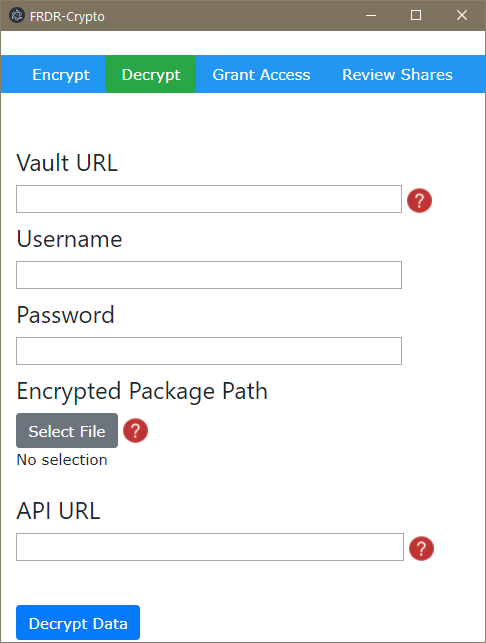 FRDR-Crypto
Encrypt Decrypt Grant Access Review Shares
Vault URL
?
Username
Password
Encrypted Package Path
Select File ?
No selection
API URL
?
Decrypt Data